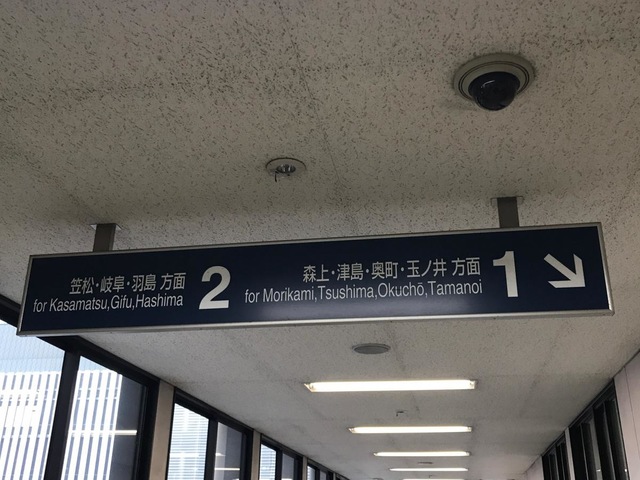 笠松・岐阜・羽島 方面
for Kasamatsu,Gifu,Hashima
2
森上・津島・奥町・玉ノ井 方面
for Morikami,Tsushima,Okuchō,Tamanoi
1